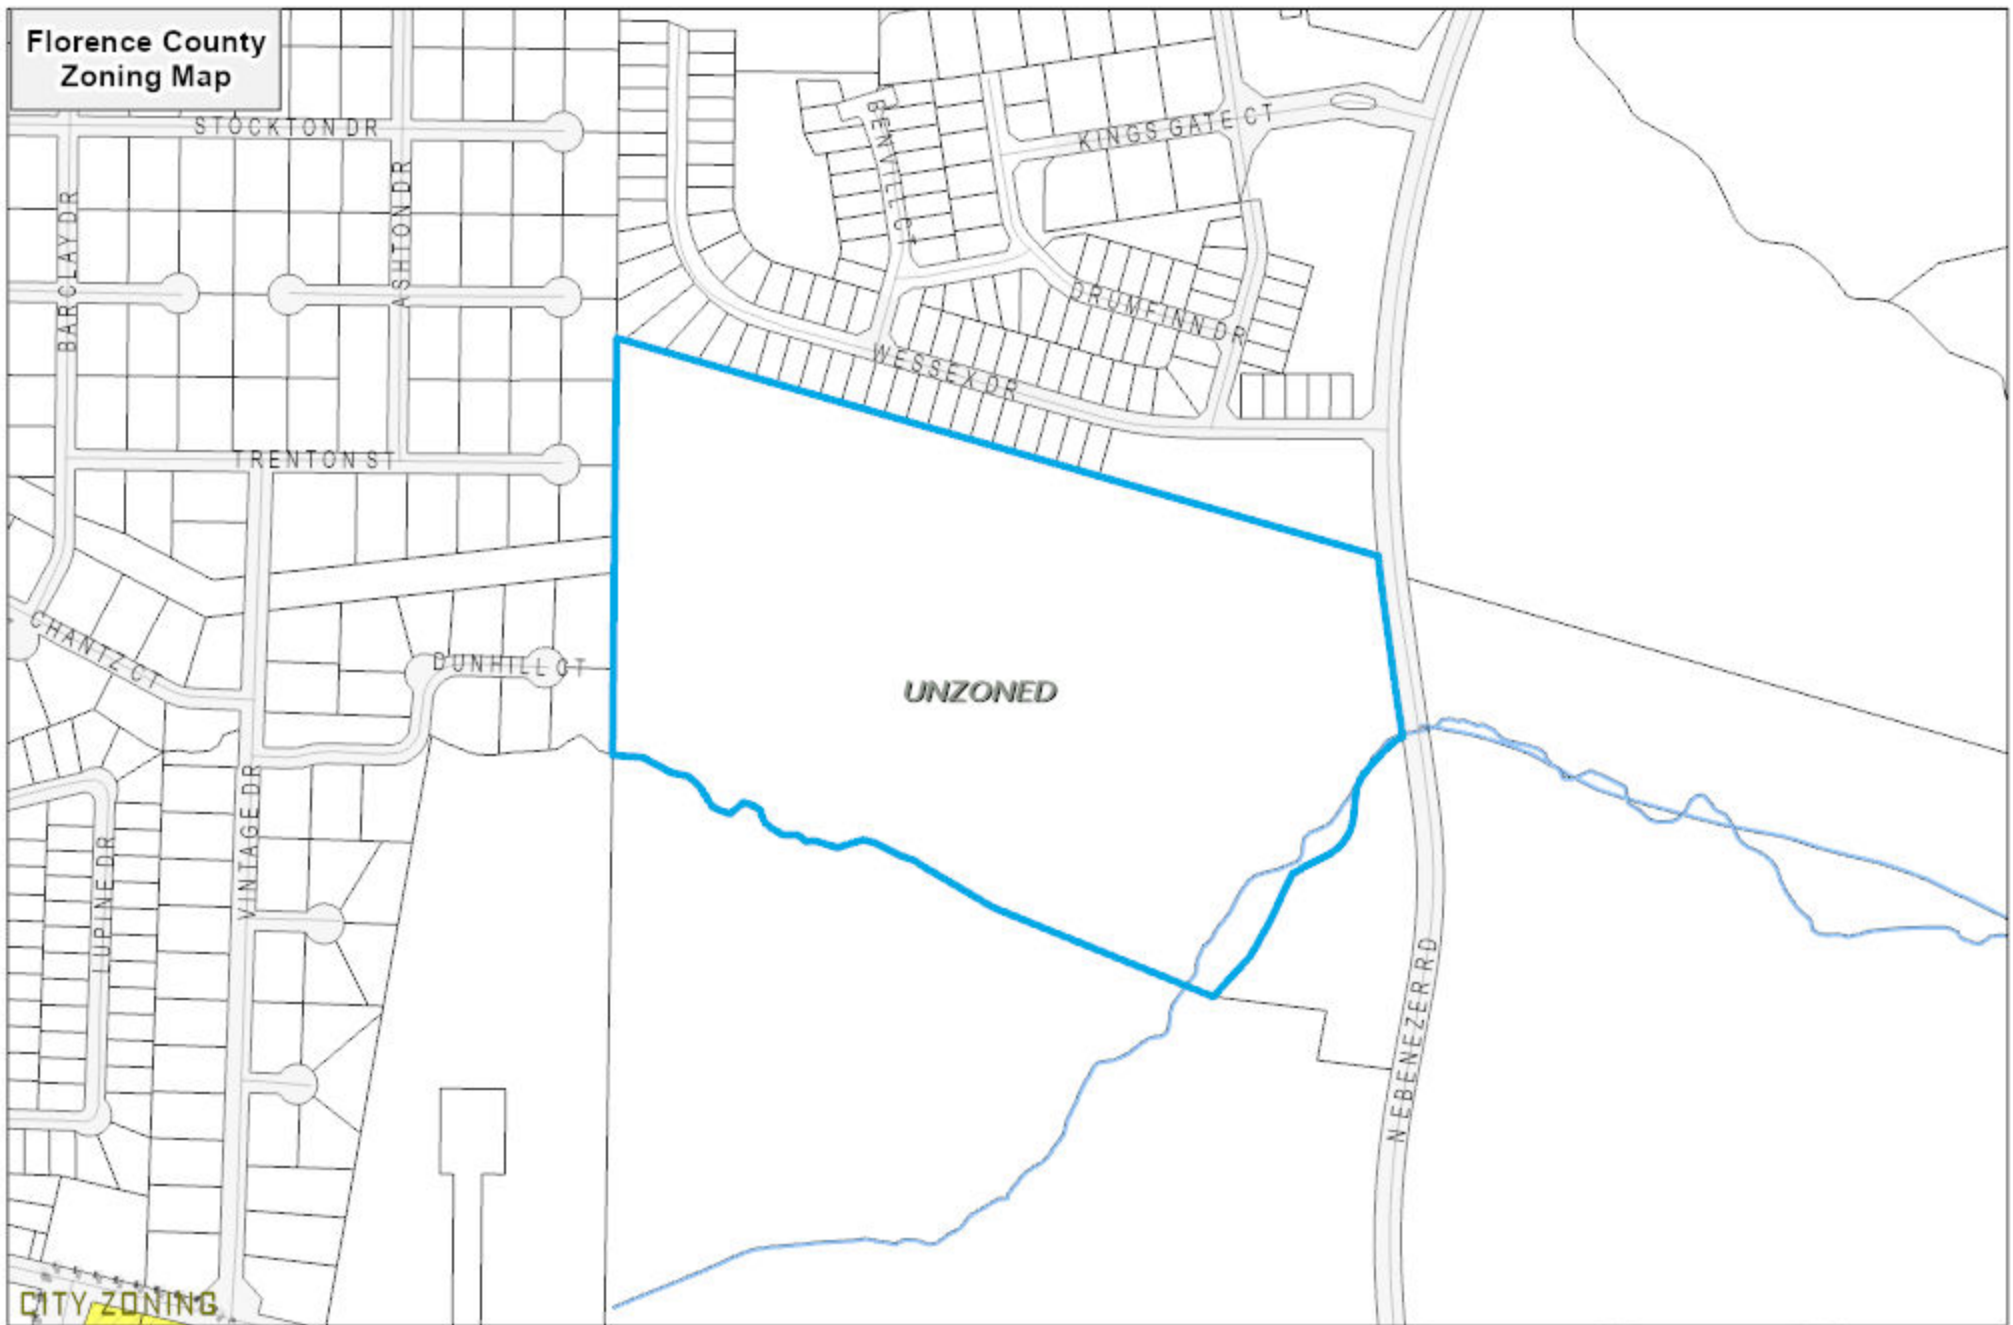 Florence County
Zoning Map
STOCKTON DR
BARCLAY DR
ASHTON DR
BENVILL CT
KINGS GATE CT
DRUMFINN DR
WESSEX DR
TRENTON ST
CHANTZ CT
DUNHILL CT
UNZONED
VINTAGE DR
LUPINE DR
N EBENEZER RD
CITY ZONING